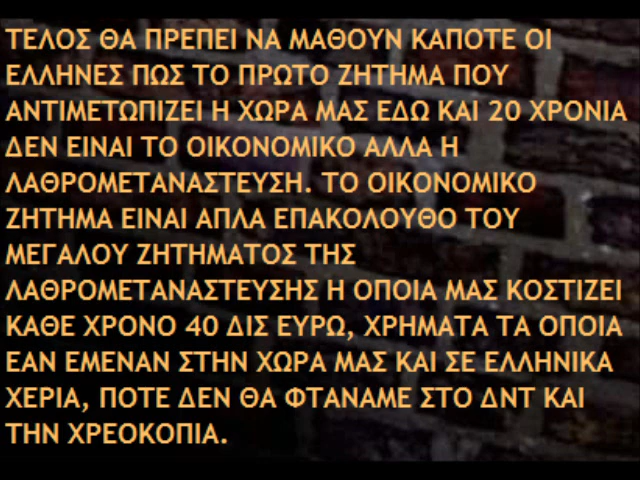 ΤΕΛΟΣ ΘΑ ΠΡΕΠΕΙ ΝΑ ΜΑΘΟΥΝ ΚΑΠΟΤΕ ΟΙ
ΕΛΛΗΝΕΣ ΠΩΣ ΤΟ ΠΡΩΤΟ ΖΗΤΗΜΑ ΠΟΥ
ΑΝΤΙΜΕΤΩΠΙΖΕΙ Η ΧΩΡΑ ΜΑΣ ΕΔΩ ΚΑΙ 20 ΧΡΟΝΙΑ
ΔΕΝ ΕΙΝΑΙ ΤΟ ΟΙΚΟΝΟΜΙΚΟ ΑΛΛΑ Η
ΛΑΘΡΟΜΕΤΑΝΑΣΤΕΥΣΗ. ΤΟ ΟΙΚΟΝΟΜΙΚΟ
ΖΗΤΗΜΑ ΕΙΝΑΙ ΑΠΛΑ ΕΠΑΚΟΛΟΥΘΟ ΤΟΥ
ΜΕΓΑΛΟΥ ΖΗΤΗΜΑΤΟΣ ΤΗΣ
ΛΑΘΡΟΜΕΤΑΝΑΣΤΕΥΣΗΣ Η ΟΠΟΙΑ ΜΑΣ ΚΟΣΤΙΖΕΙ
ΚΑΘΕ ΧΡΟΝΟ 40 ΔΙΣ ΕΥΡΩ, ΧΡΗΜΑΤΑ ΤΑ ΟΠΟΙΑ
ΕΑΝ ΕΜΕΝΑΝ ΣΤΗΝ ΧΩΡΑ ΜΑΣ ΚΑΙ ΣΕ ΕΛΛΗΝΙΚΑ
ΧΕΡΙΑ, ΠΟΤΕ ΔΕΝ ΘΑ ΦΤΑΝΑΜΕ ΣΤΟ ΔΝΤ ΚΑΙ
ΤΗΝ ΧΡΕΟΚΟΠΙΑ.